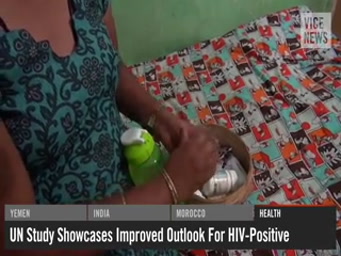 VICE
NEWS
YEMEN
INDIA
MOROCCO
HEALTH
UN Study Showcases Improved Outlook For HIV-Positive